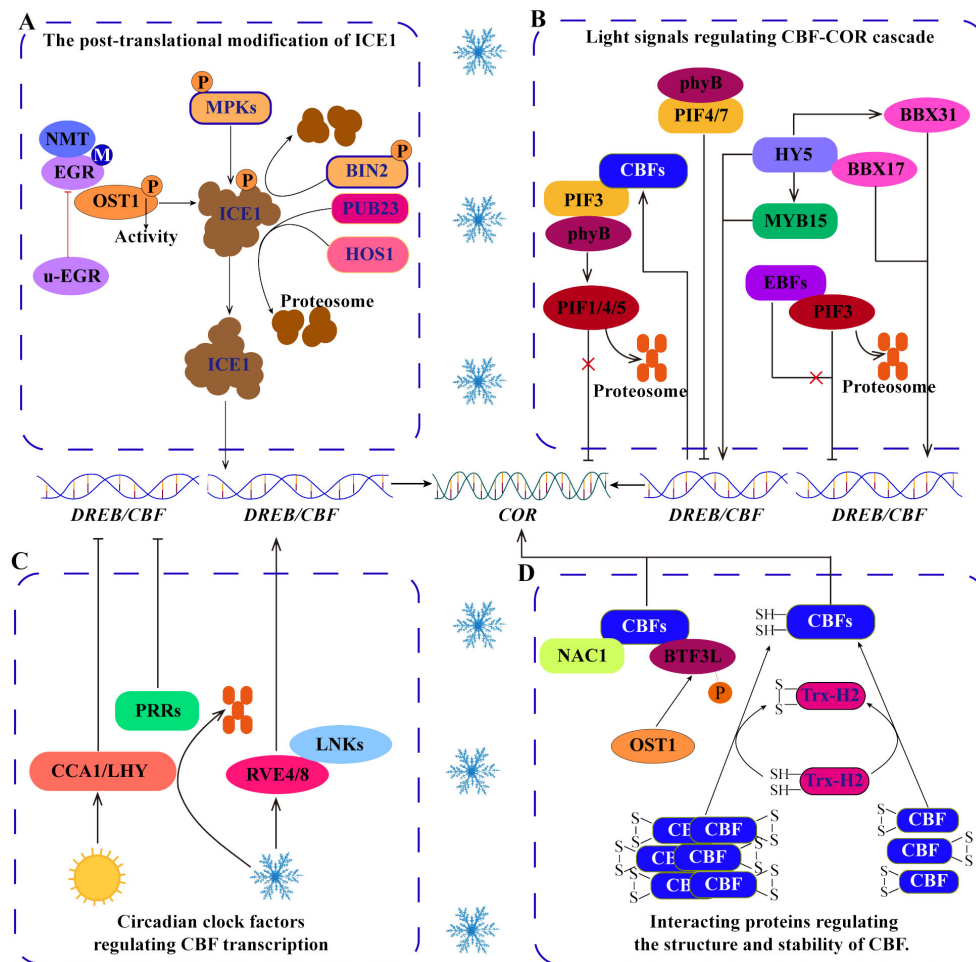 A
The post-translational modification of ICE1
P
MPKs
NMT
M
EGR
P
OST1
Activity
u-EGR
P
ICE1
P
BIN2
PUB23
HOS1
Proteosome
ICE1
B
Light signals regulating CBF-COR cascade
phyB
PIF4/7
BBX31
HY5
BBX17
CBFs
PIF3
phyB
MYB15
EBFs
PIF1/4/5
PIF3
Proteosome
Proteosome
DREB/CBF
DREB/CBF
COR
DREB/CBF
DREB/CBF
C
PRRs
LNKs
CCA1/LHY
RVE4/8
Circadian clock factors
regulating CBF transcription
D
CBFs
NAC1
BTF3L
P
OST1
SH
SH
CBFs
S
S
Trx-H2
SH
SH
Trx-H2
S
S
CBF
CBF
S
S
S
S
CBF
CBF
S
S
S
S
CBF
CBF
S
S
S
S
CBF
CBF
S
S
S
S
CBF
Interacting proteins regulating
the structure and stability of CBF.